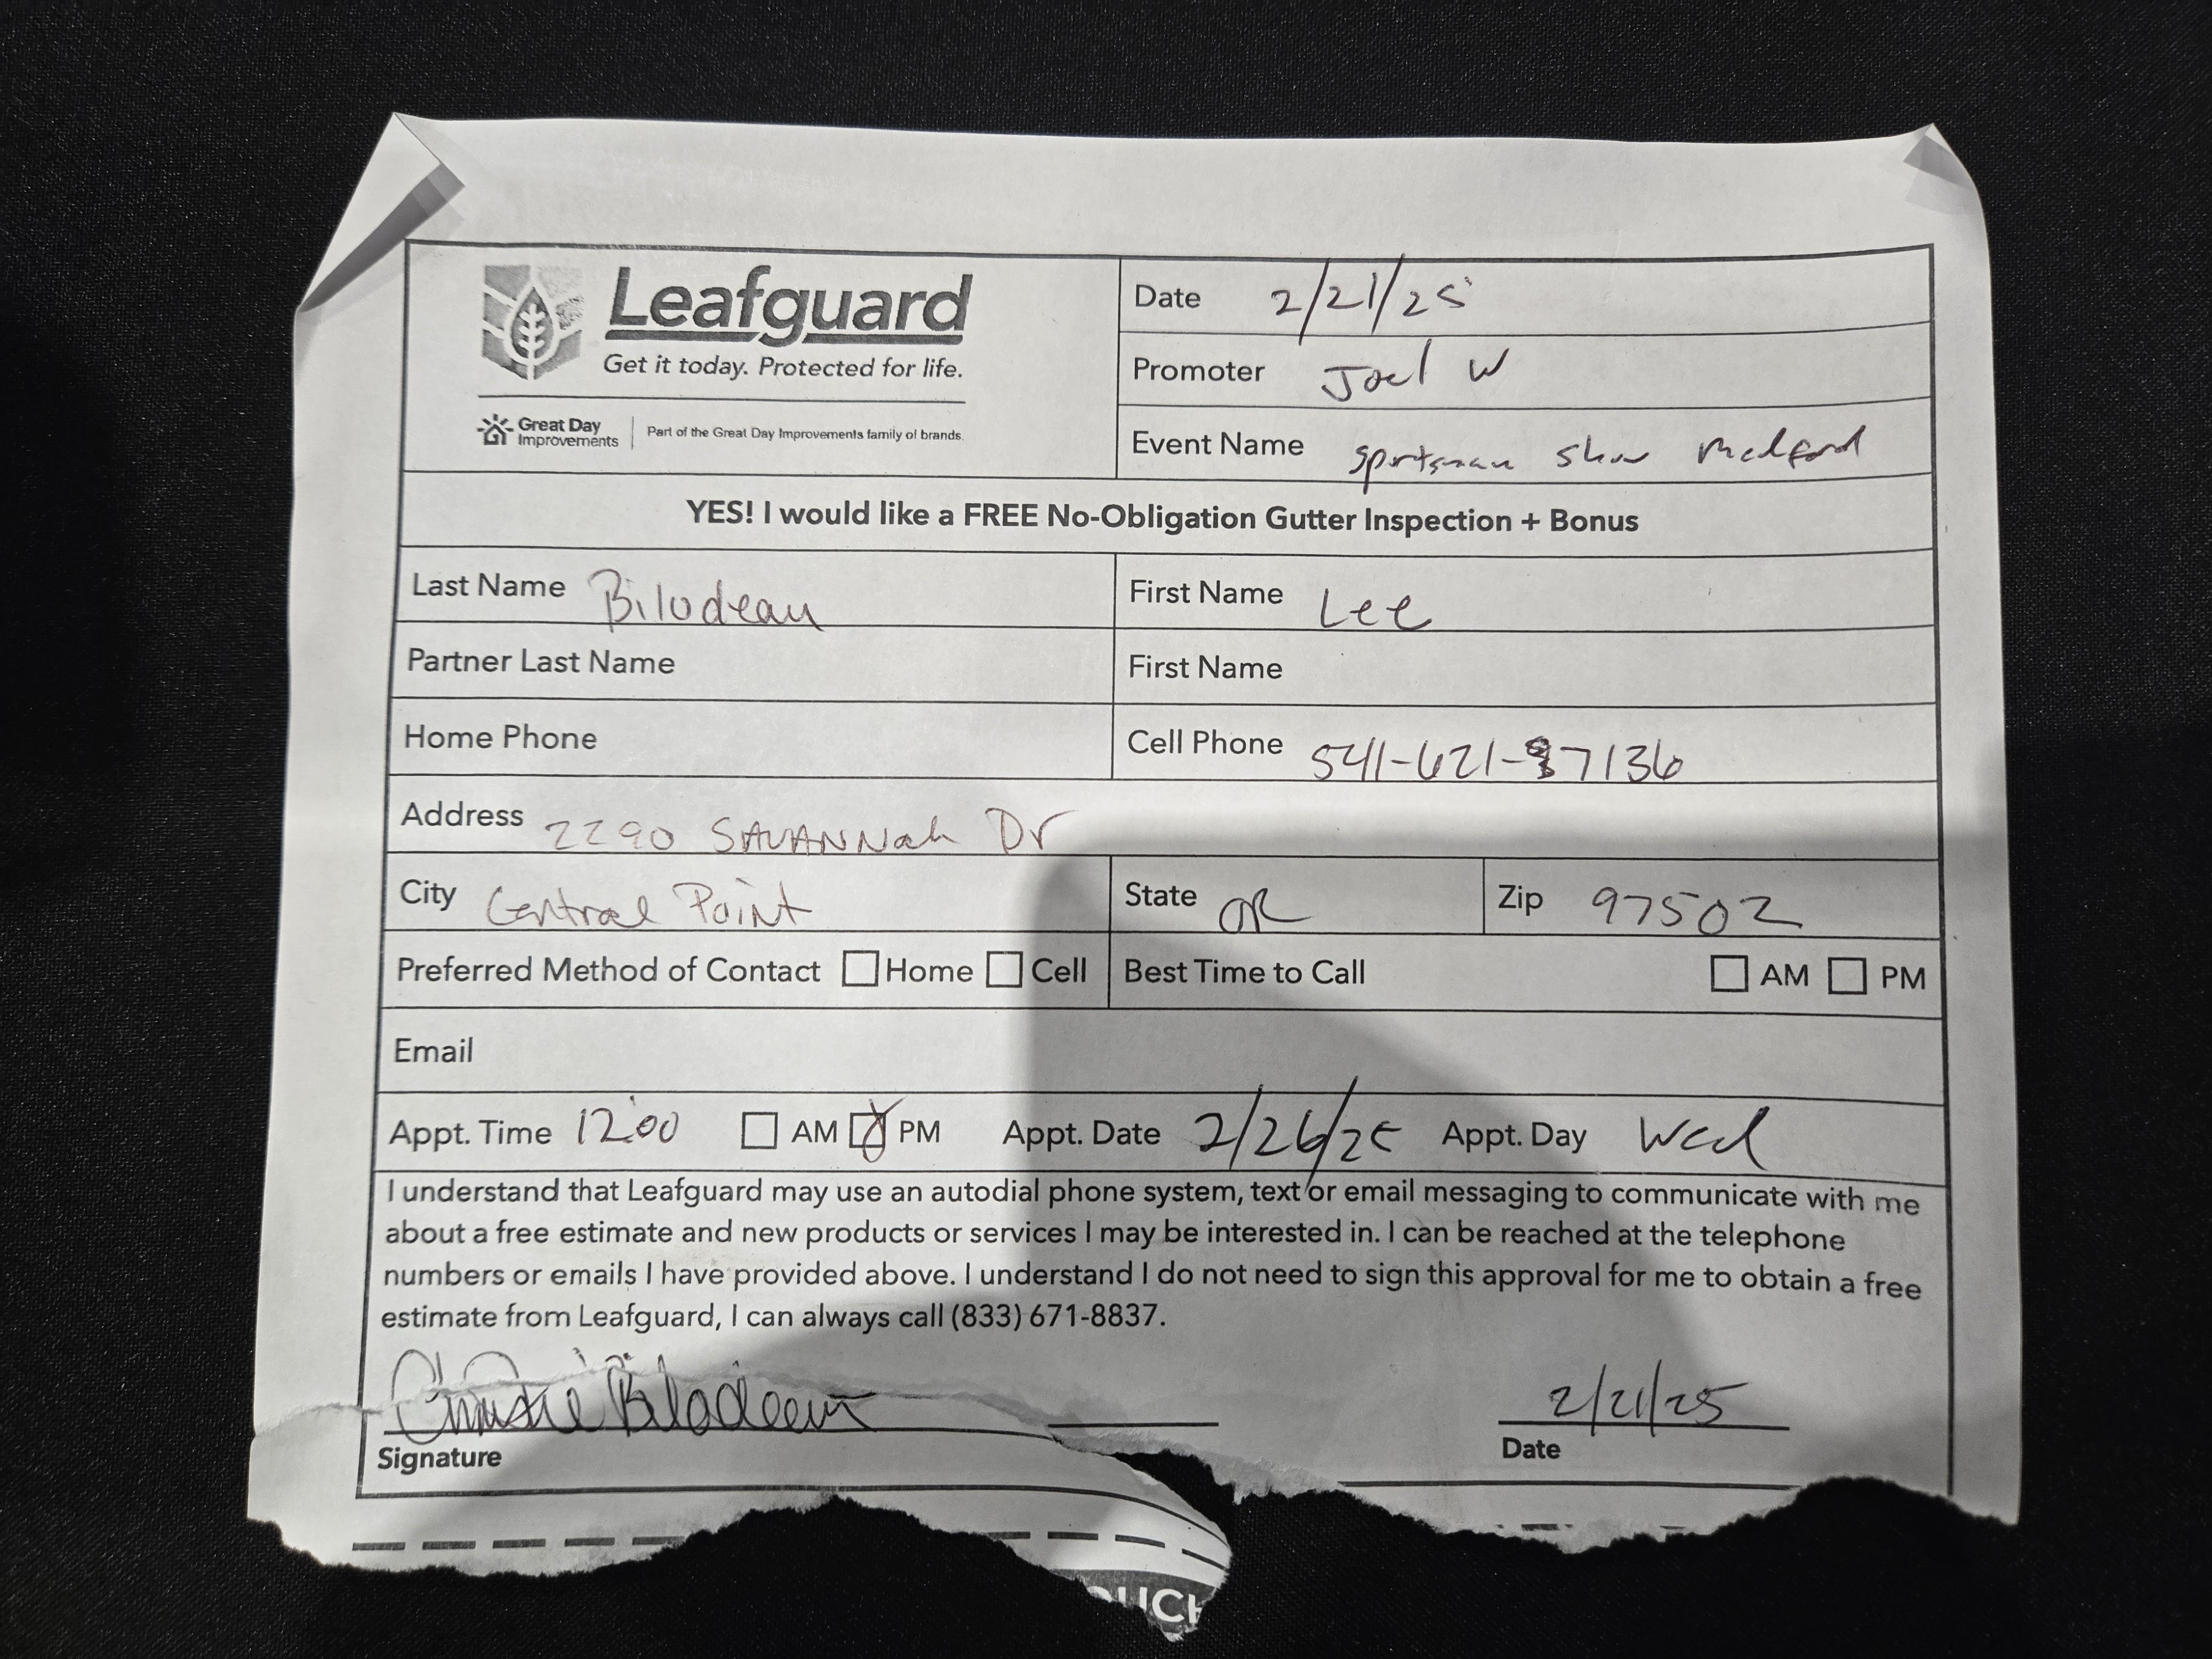 Leafguard
Get it today. Protected for life.
Great Day Improvements | Part of the Great Day Improvements family of brands.
Date 2/21/25
Promoter Joel W
Event Name sportsman show medford
YES! I would like a FREE No-Obligation Gutter Inspection + Bonus
Last Name Bilodeau First Name Lee
Partner Last Name First Name
Home Phone Cell Phone 541-621-7136
Address 2290 SAVANNah Dr
City Central Point State OR Zip 97502
Preferred Method of Contact Home Cell Best Time to Call AM PM
Email
Appt. Time 12:00 AM PM Appt. Date 2/26/25 Appt. Day Wed
I understand that Leafguard may use an autodial phone system, text or email messaging to communicate with me
about a free estimate and new products or services I may be interested in. I can be reached at the telephone
numbers or emails I have provided above. I understand I do not need to sign this approval for me to obtain a free
estimate from Leafguard, I can always call (833) 671-8837.
Bilodeau 2/21/25
Signature Date